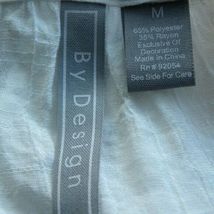 By Design
M
65% Polyester
35% Rayon
Exclusive Of
Decoration
Made In China
Rn# 92054
See Side For Care